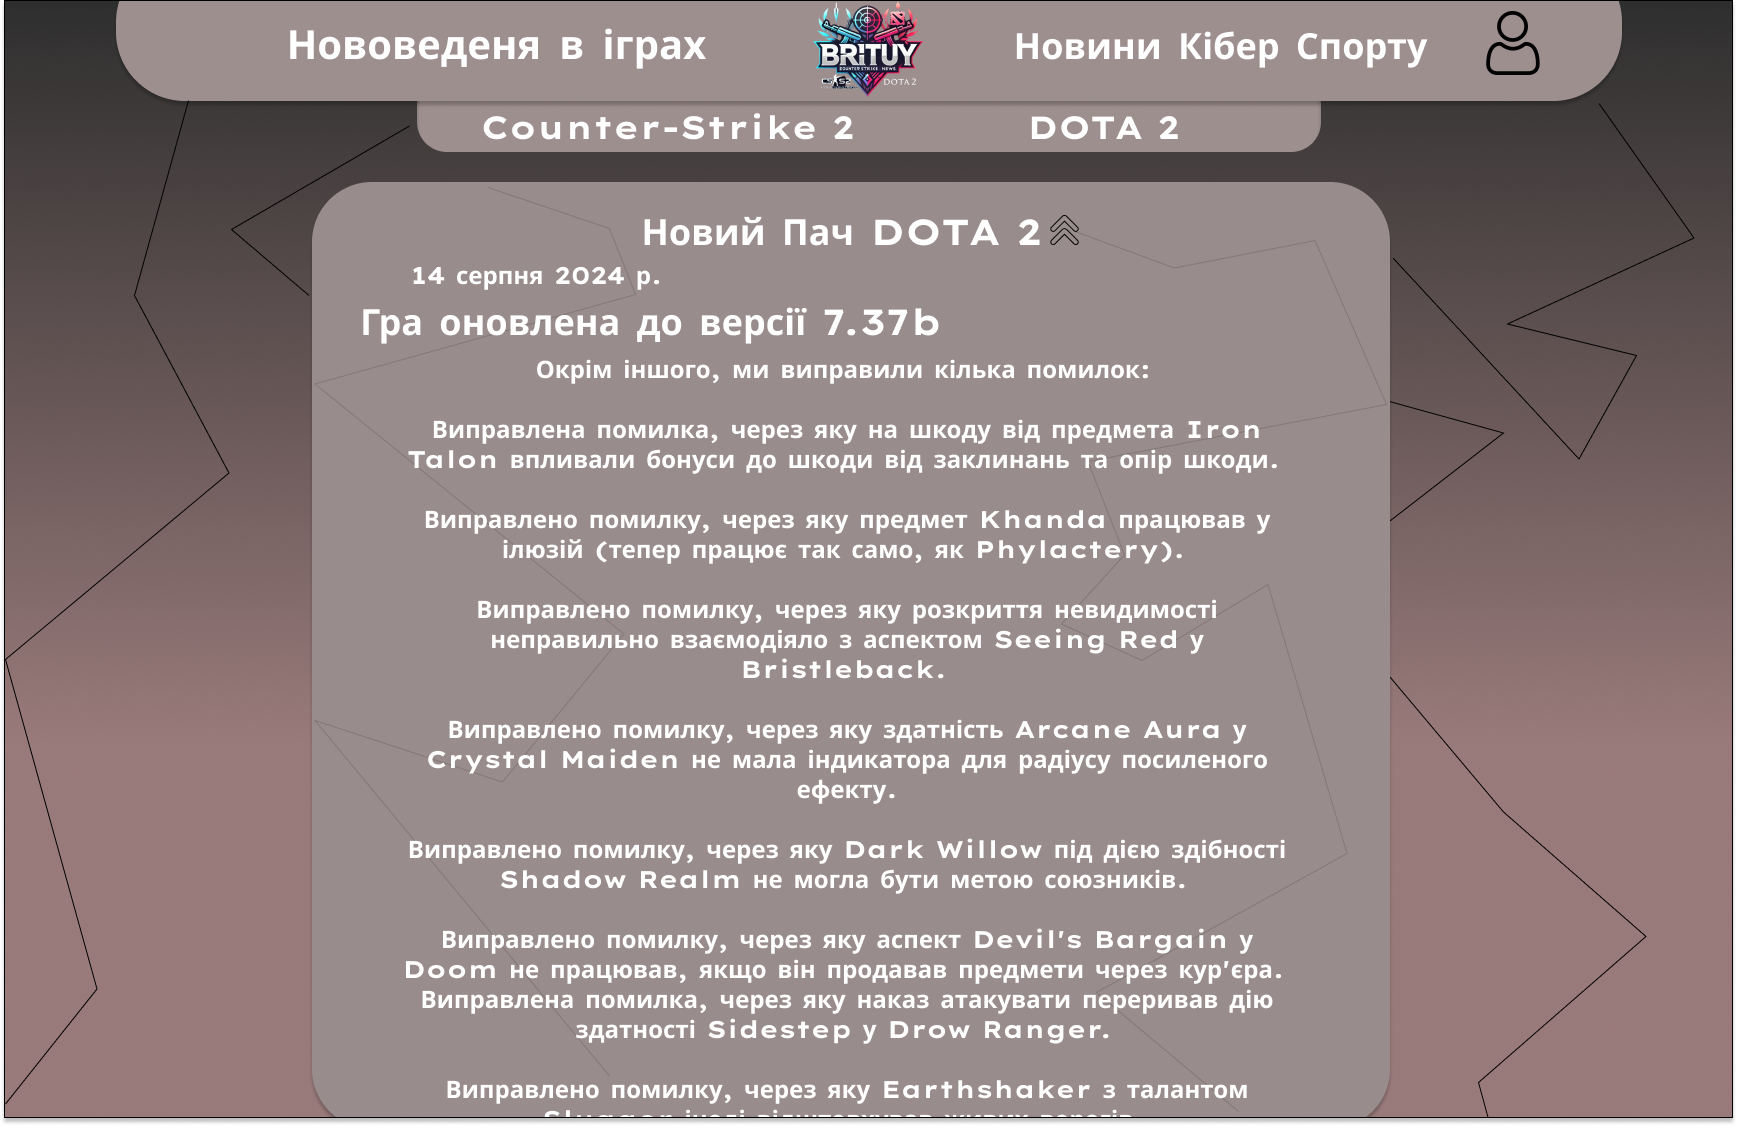 Нововеденя в іграх
BRITUY
COUNTER STRIKE NEWS
DOTA 2
Новини Кібер Спорту
Counter-Strike 2
DOTA 2
Новий Пач DOTA 2
14 серпня 2024 р.
Гра оновлена до версії 7.37b
Окрім іншого, ми виправили кілька помилок:
Виправлена помилка, через яку на шкоду від предмета Iron
Talon впливали бонуси до шкоди від заклинань та опір шкоди.
Виправлено помилку, через яку предмет Khanda працював у
ілюзій (тепер працює так само, як Phylactery).
Виправлено помилку, через яку розкриття невидимості
неправильно взаємодіяло з аспектом Seeing Red у
Bristleback.
Виправлено помилку, через яку здатність Arcane Aura у
Crystal Maiden не мала індикатора для радіусу посиленого
ефекту.
Виправлено помилку, через яку Dark Willow під дією здібності
Shadow Realm не могла бути метою союзників.
Виправлено помилку, через яку аспект Devil's Bargain у
Doom не працював, якщо він продавав предмети через кур'єра.
Виправлена помилка, через яку наказ атакувати переривав дію
здатності Sidestep у Drow Ranger.
Виправлено помилку, через яку Earthshaker з талантом
Slugger іноді відштовхував живих ворогів.